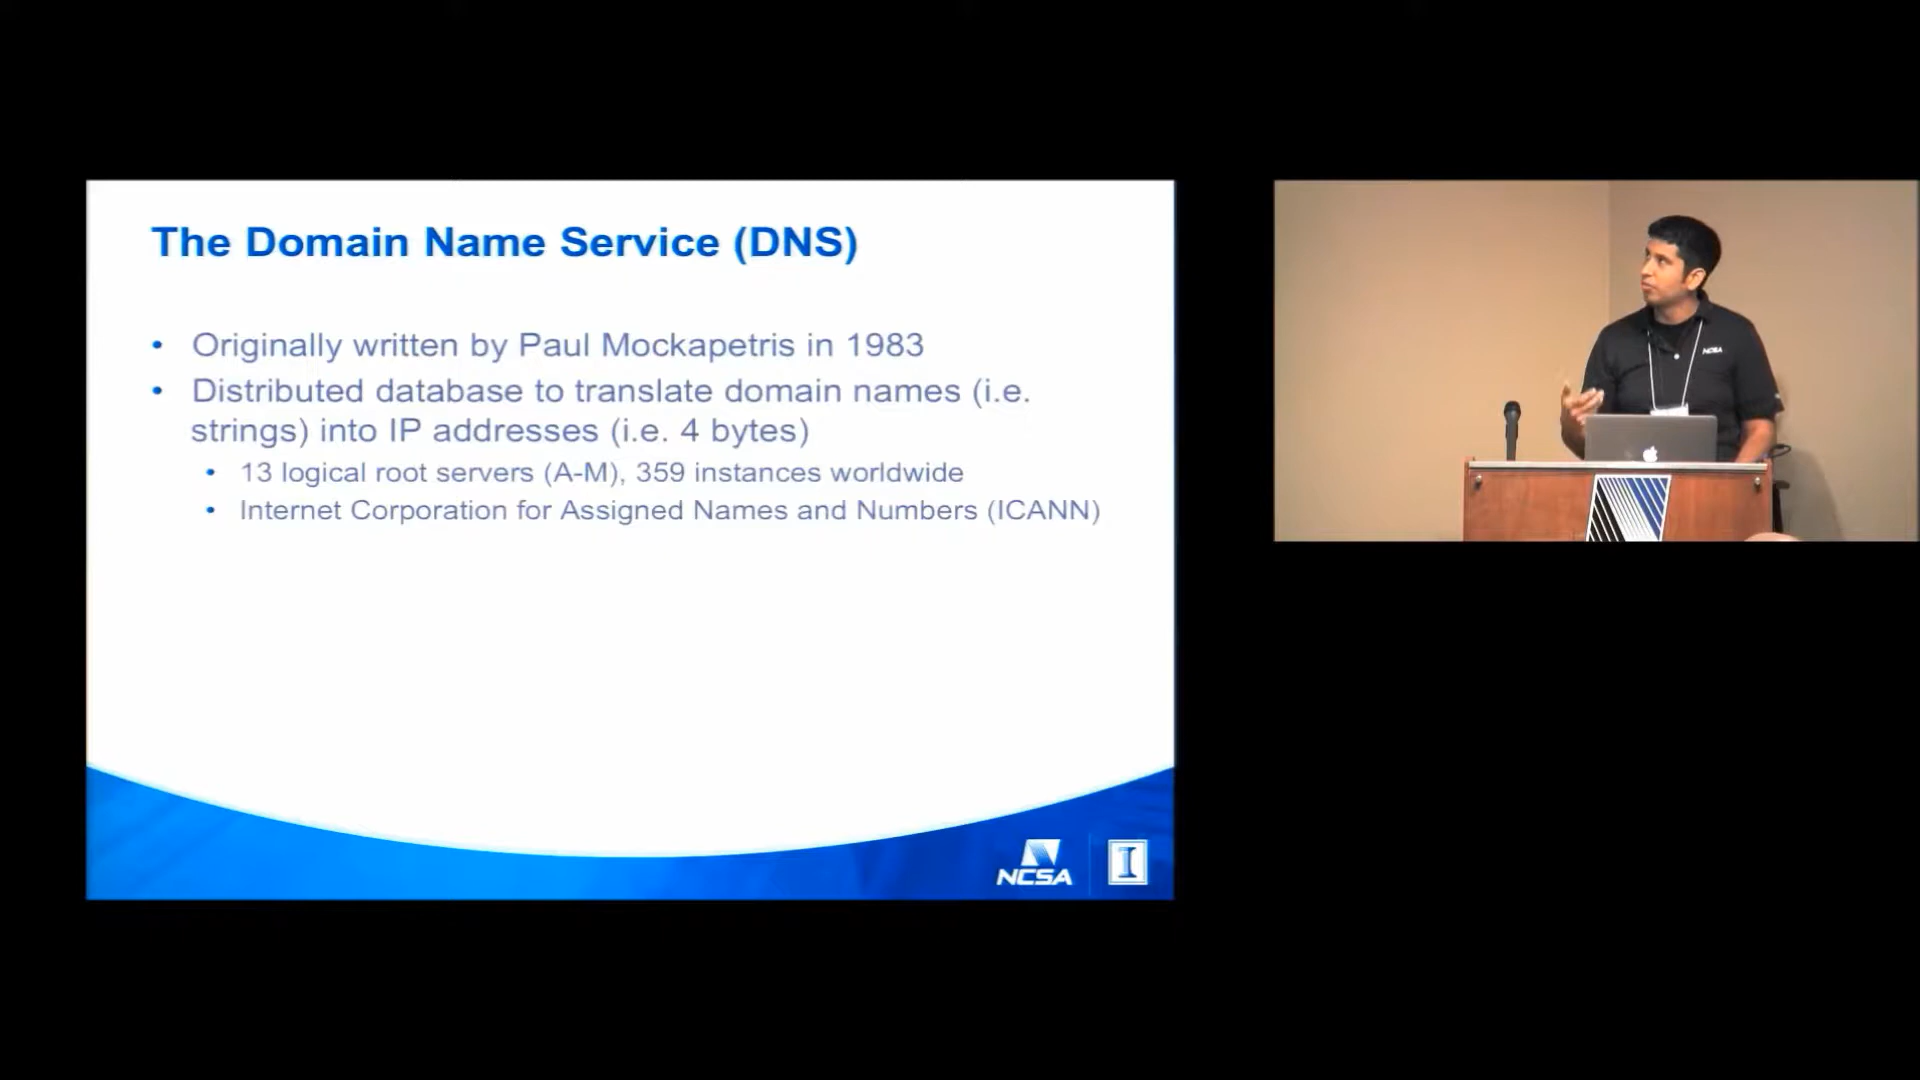 The Domain Name Service (DNS)
• Originally written by Paul Mockapetris in 1983
• Distributed database to translate domain names (i.e.
strings) into IP addresses (i.e. 4 bytes)
• 13 logical root servers (A-M), 359 instances worldwide
• Internet Corporation for Assigned Names and Numbers (ICANN)
NCSA
I
NCSA